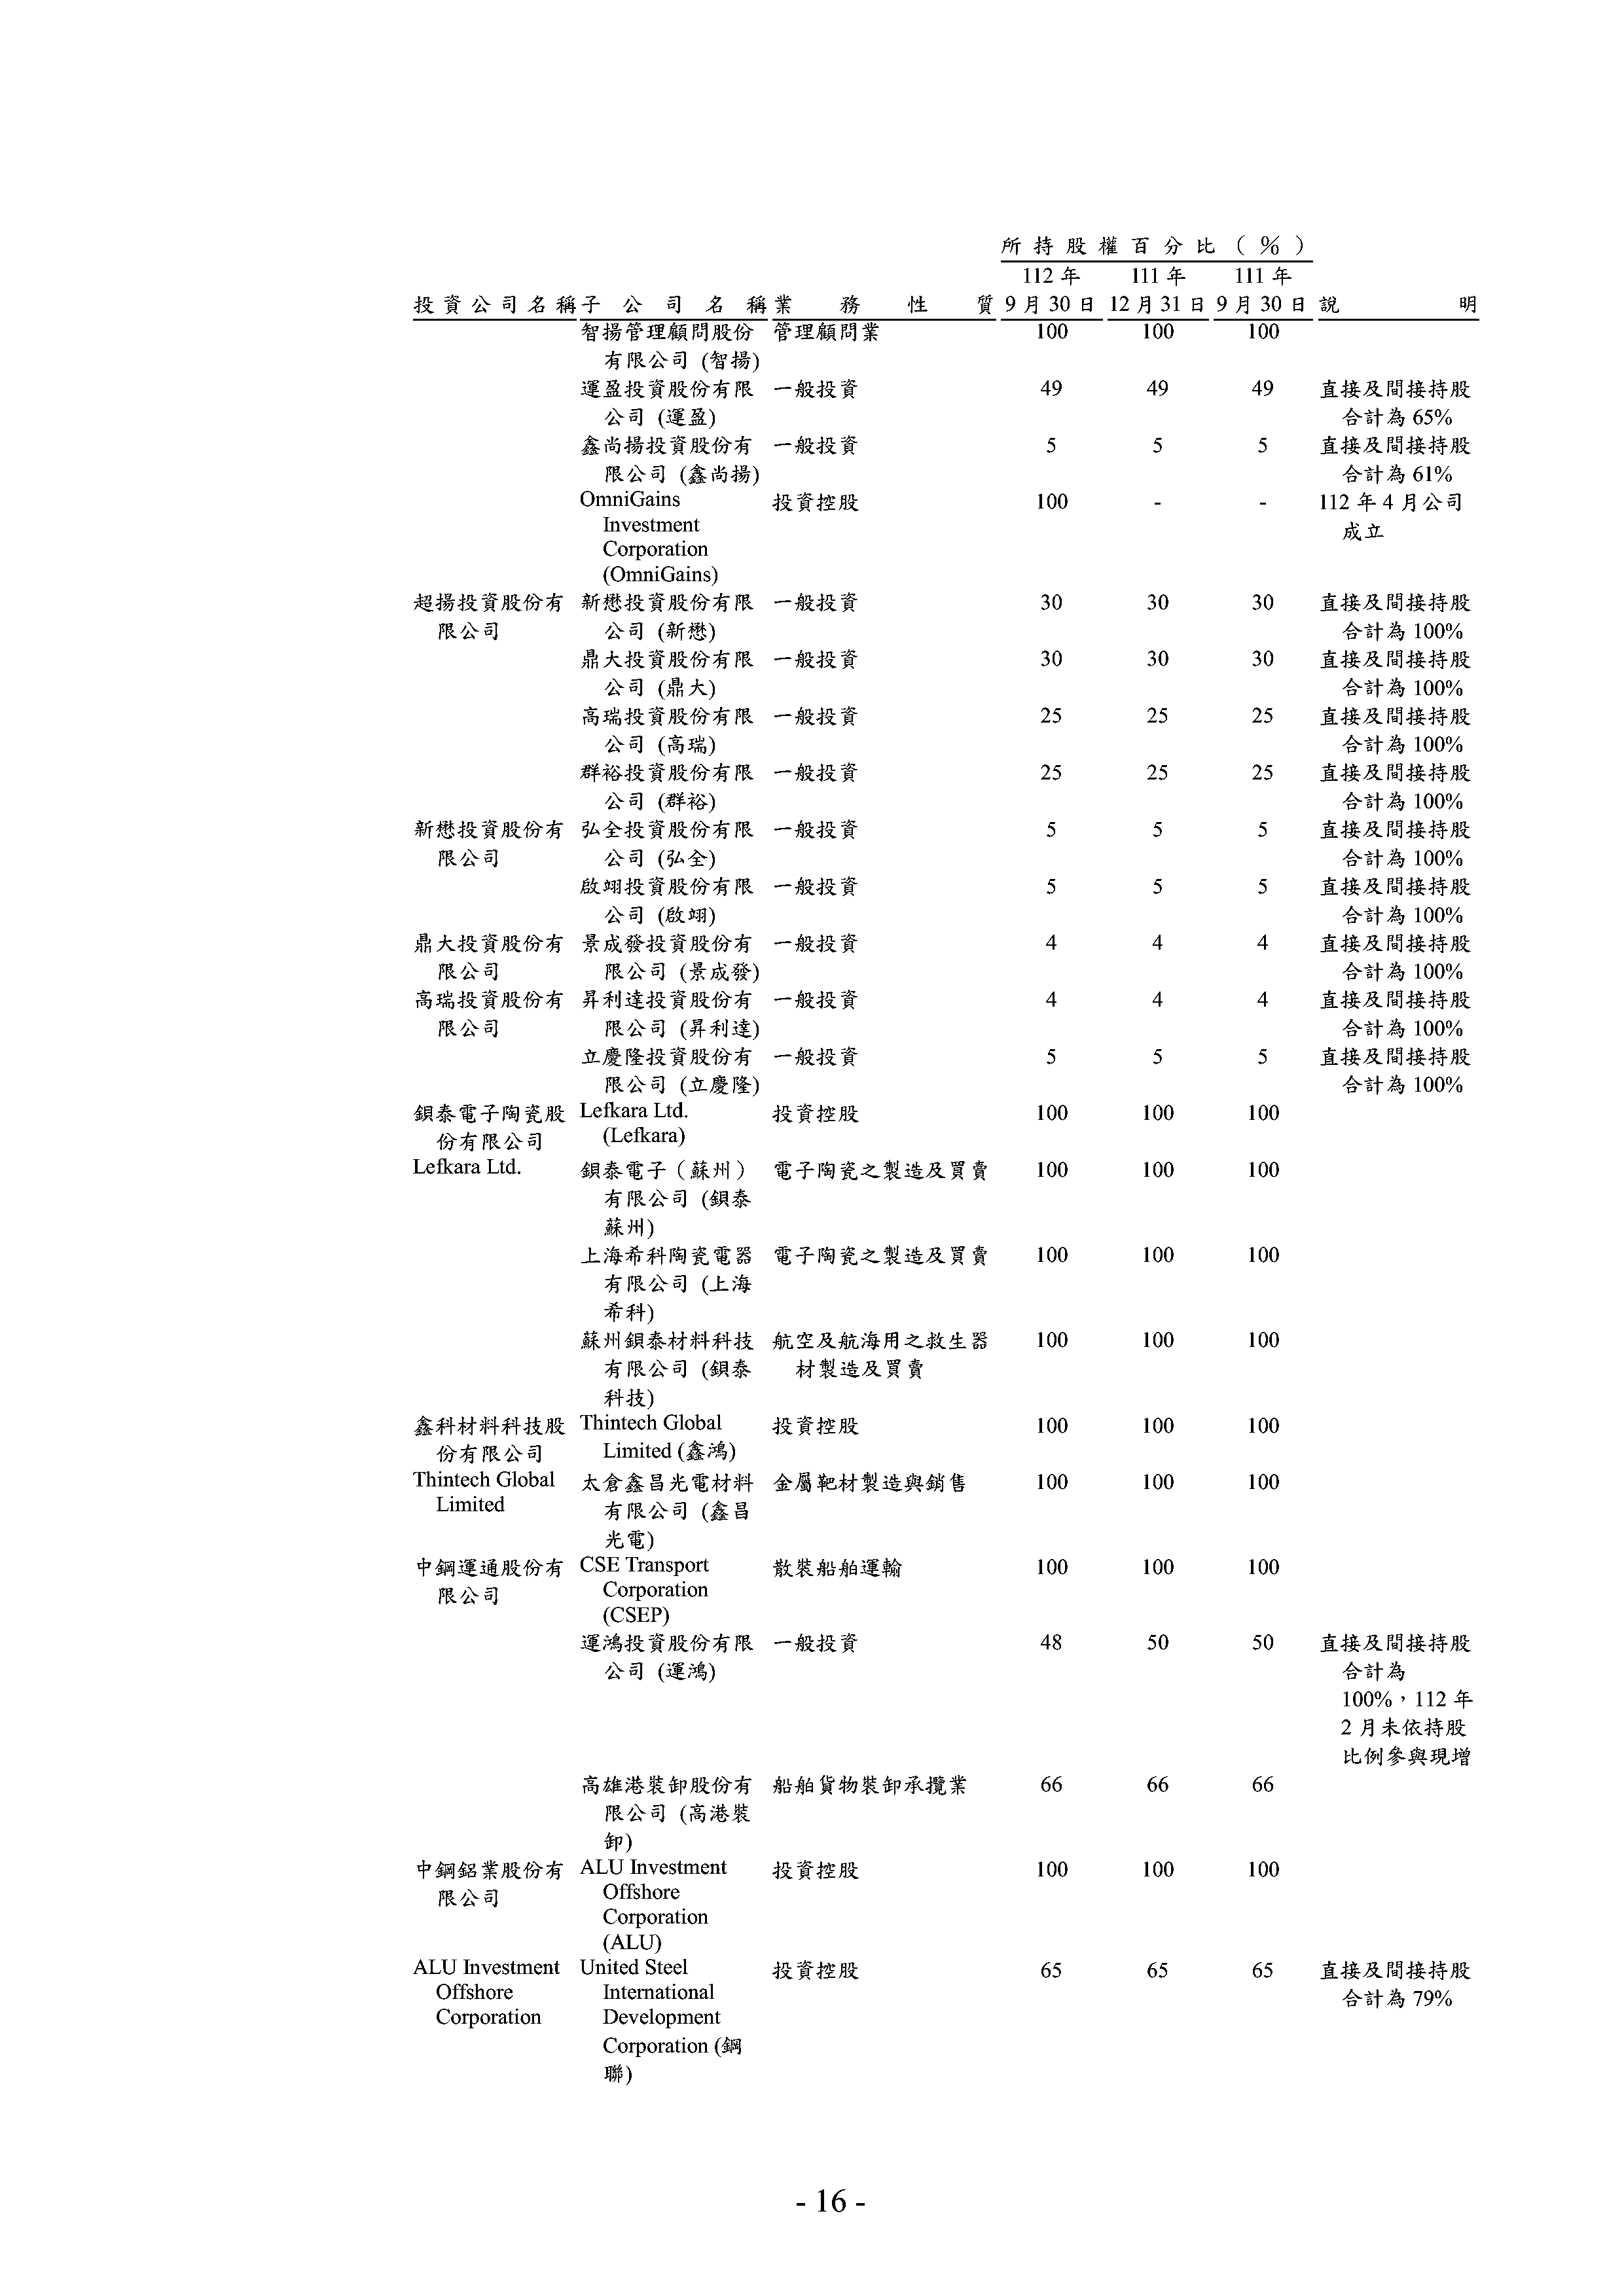 所持股權百分比（%）
112 年 111 年 111 年
投資公司名稱 子公司名稱 業務性質 9 月 30 日 12 月 31 日 9 月 30 日 說明
智揚管理顧問股份 管理顧問業 100 100 100
有限公司 (智揚)
運盈投資股份有限 一般投資 49 49 49 直接及間接持股
公司 (運盈) 合計為 65%
鑫尚揚投資股份有 一般投資 5 5 5 直接及間接持股
限公司 (鑫尚揚) 合計為 61%
OmniGains 投資控股 100 - - 112 年 4 月公司
Investment 成立
Corporation
(OmniGains)
超揚投資股份有 新懋投資股份有限 一般投資 30 30 30 直接及間接持股
限公司 公司 (新懋) 合計為 100%
鼎大投資股份有限 一般投資 30 30 30 直接及間接持股
公司 (鼎大) 合計為 100%
高瑞投資股份有限 一般投資 25 25 25 直接及間接持股
公司 (高瑞) 合計為 100%
群裕投資股份有限 一般投資 25 25 25 直接及間接持股
公司 (群裕) 合計為 100%
新懋投資股份有 弘全投資股份有限 一般投資 5 5 5 直接及間接持股
限公司 公司 (弘全) 合計為 100%
啟翊投資股份有限 一般投資 5 5 5 直接及間接持股
公司 (啟翊) 合計為 100%
鼎大投資股份有 景成發投資股份有 一般投資 4 4 4 直接及間接持股
限公司 限公司 (景成發) 合計為 100%
高瑞投資股份有 昇利達投資股份有 一般投資 4 4 4 直接及間接持股
限公司 限公司 (昇利達) 合計為 100%
立慶隆投資股份有 一般投資 5 5 5 直接及間接持股
限公司 (立慶隆) 合計為 100%
鋇泰電子陶瓷股 Lefkara Ltd. 投資控股 100 100 100
份有限公司 (Lefkara)
Lefkara Ltd. 鋇泰電子（蘇州） 電子陶瓷之製造及買賣 100 100 100
有限公司 (鋇泰
蘇州)
上海希科陶瓷電器 電子陶瓷之製造及買賣 100 100 100
有限公司 (上海
希科)
蘇州鋇泰材料科技 航空及航海用之救生器 100 100 100
有限公司 (鋇泰 材製造及買賣
科技)
鑫科材料科技股 Thintech Global 投資控股 100 100 100
份有限公司 Limited (鑫鴻)
Thintech Global 太倉鑫昌光電材料 金屬靶材製造與銷售 100 100 100
Limited 有限公司 (鑫昌
光電)
中鋼運通股份有 CSE Transport 散裝船舶運輸 100 100 100
限公司 Corporation
(CSEP)
運鴻投資股份有限 一般投資 48 50 50 直接及間接持股
公司 (運鴻) 合計為
100%，112 年
2 月未依持股
比例參與現增
高雄港裝卸股份有 船舶貨物裝卸承攬業 66 66 66
限公司 (高港裝
卸)
中鋼鋁業股份有 ALU Investment 投資控股 100 100 100
限公司 Offshore
Corporation
(ALU)
ALU Investment United Steel 投資控股 65 65 65 直接及間接持股
Offshore International 合計為 79%
Corporation Development
Corporation (鋼
聯)
- 16 -